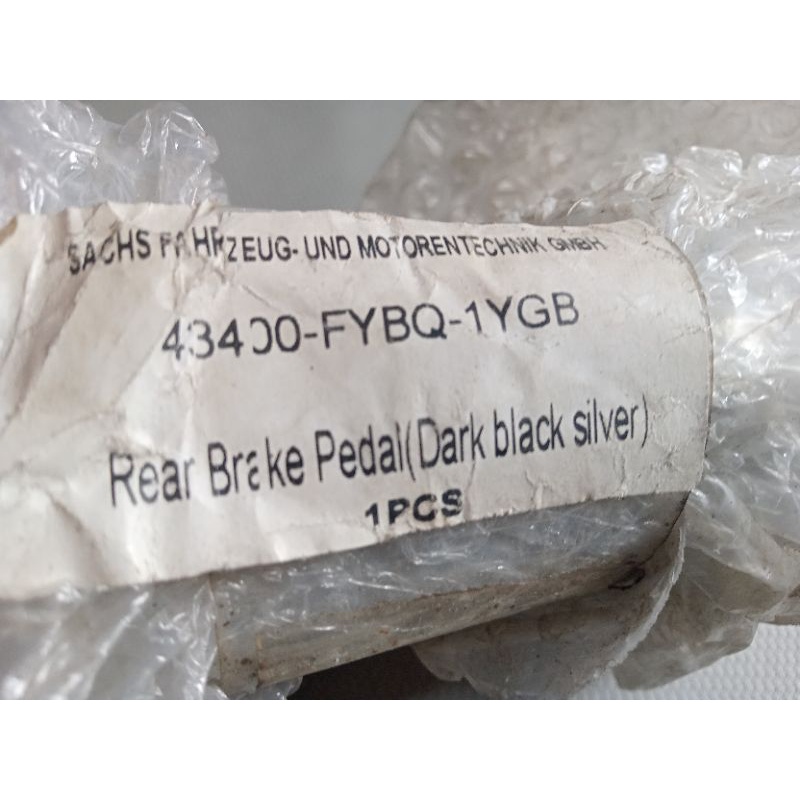 SACHS FAHRZEUG- UND MOTORENTECHNIK GMBH
43400-FYBQ-1YGB
Rear Brake Pedal(Dark black silver)
1PCS